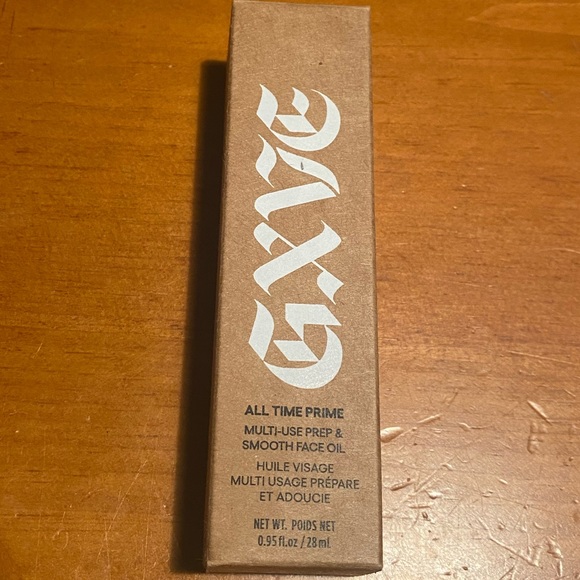 GXVE
ALL TIME PRIME
MULTI-USE PREP &
SMOOTH FACE OIL
HUILE VISAGE
MULTI USAGE PRÉPARE
ET ADOUCIE
NET WT. POIDS NET
0.95 fl.oz / 28 ml